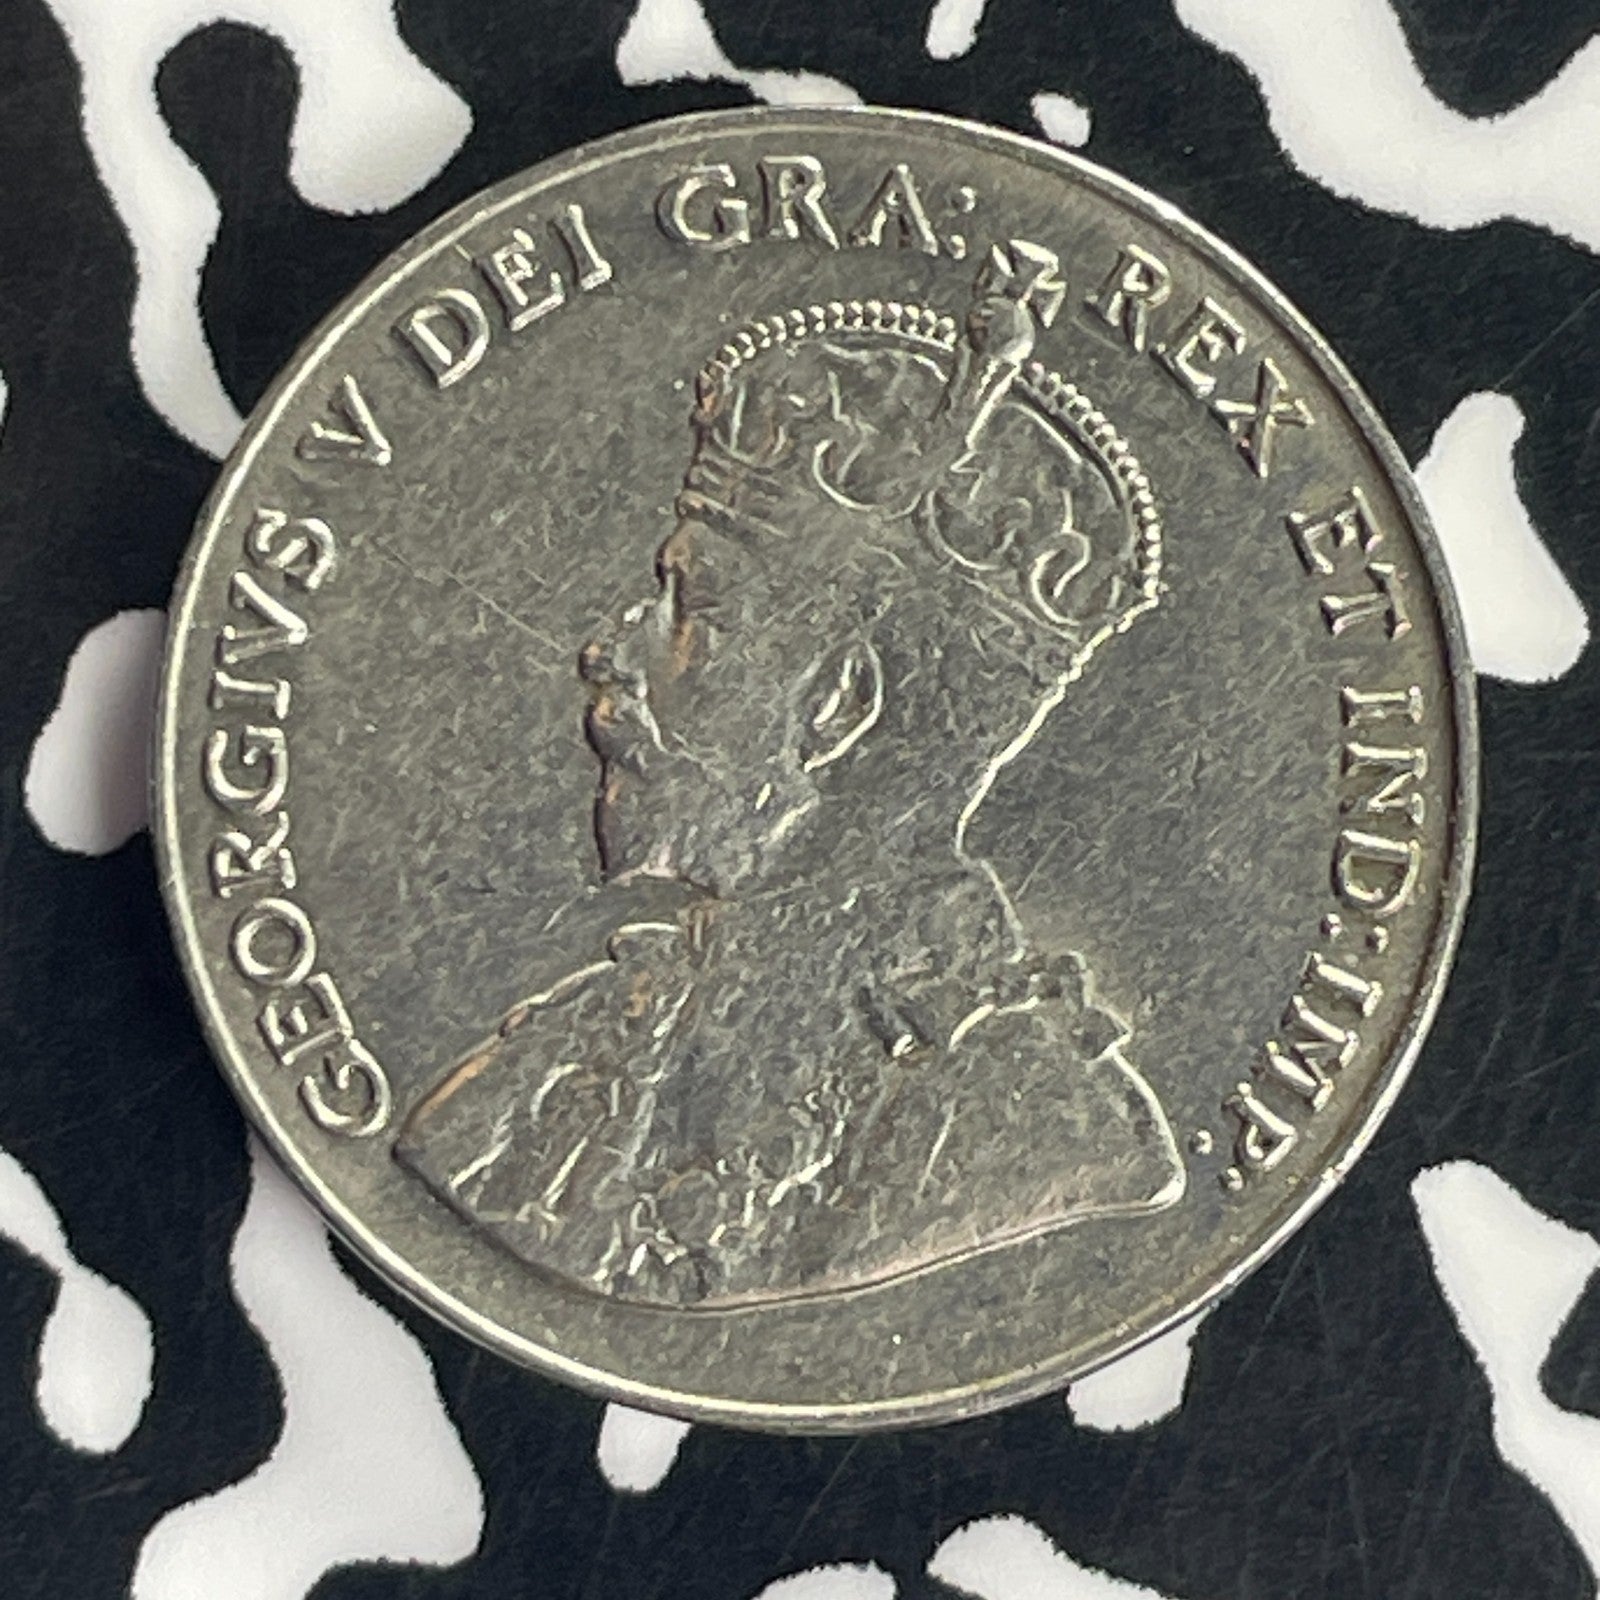 GEORGIVS V DEI GRA: REX ET IND: IMP.